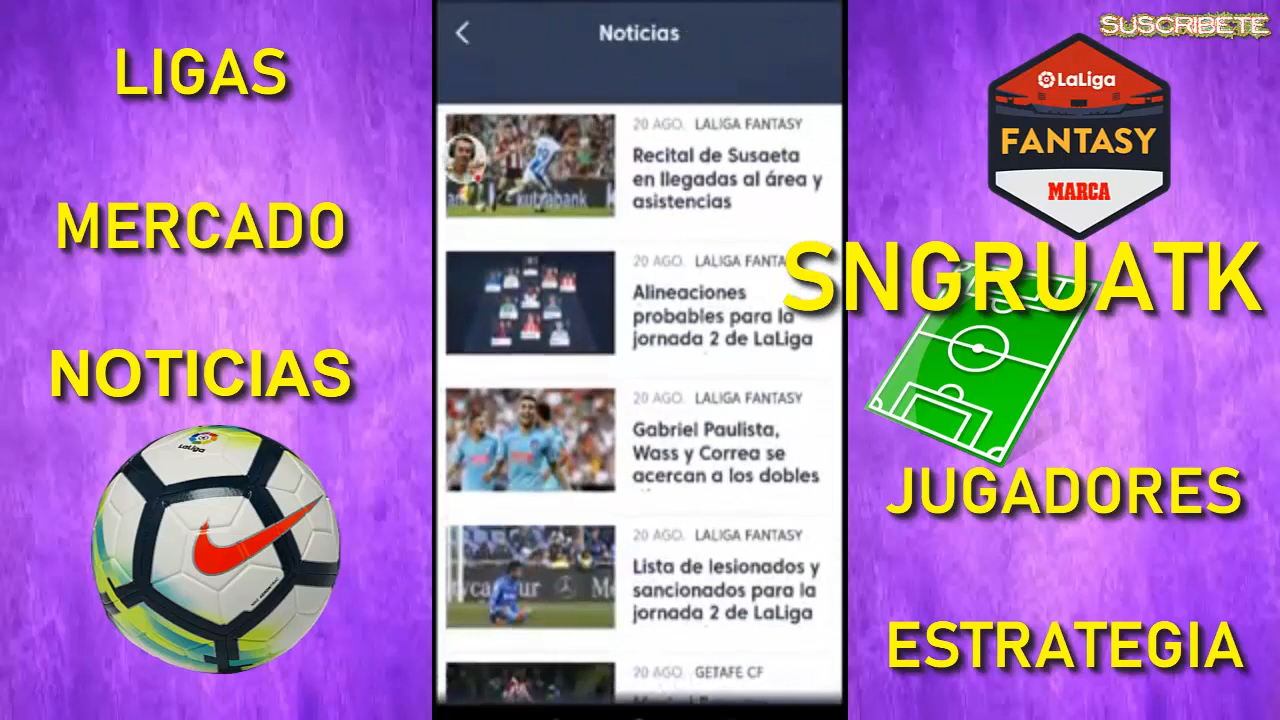 LIGAS
MERCADO
NOTICIAS
LaLiga
Noticias
20 AGO. LALIGA FANTASY
Recital de Susaeta
en llegadas al área y
asistencias
kutxabank
20 AGO. LALIGA FANTA
Alineaciones
probables para la
jornada 2 de LaLiga
20 AGO. LALIGA FANTASY
Gabriel Paulista,
Wass y Correa se
acercan a los dobles
20 AGO. LALIGA FANTASY
Lista de lesionados y
sancionados para la
jornada 2 de LaLiga
20 AGO. GETAFE CF
SUSCRIBETE
LaLiga
FANTASY
MARCA
SNGRUATK
JUGADORES
ESTRATEGIA